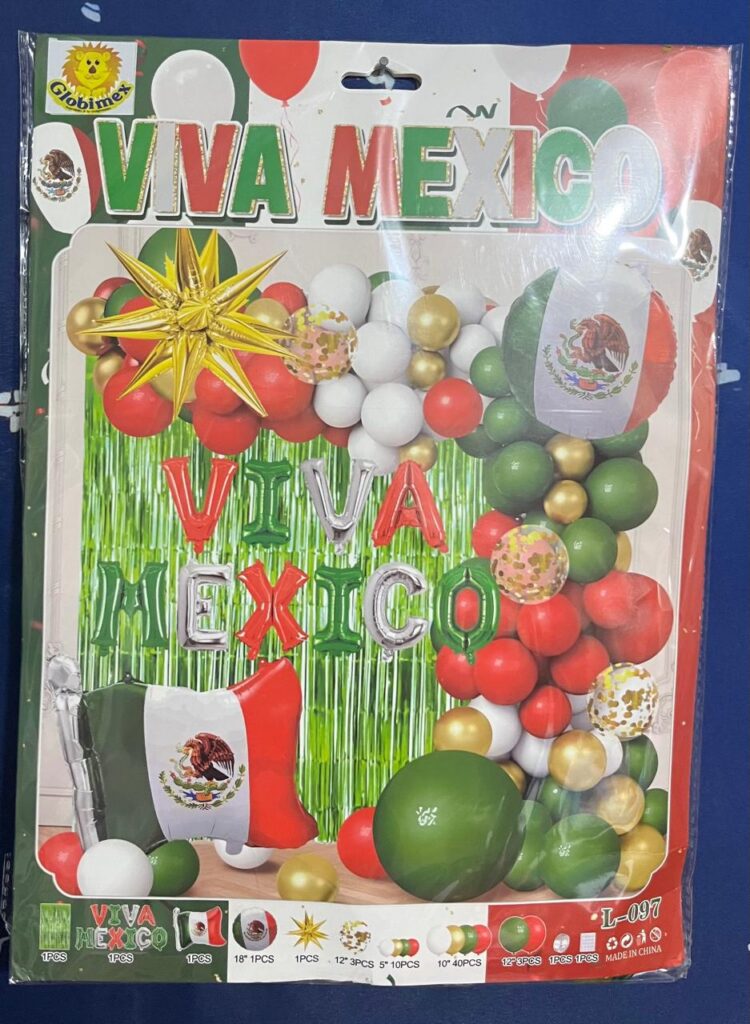 Globimex
VIVA MEXICO
VIVA
MEXICO
L-097
VIVA
MEXICO
1PCS
1PCS
1PCS
18" 1PCS
1PCS
12" 3PCS
5" 10PCS
10" 40PCS
12" 3PCS
1PCS
1PCS
MADE IN CHINA